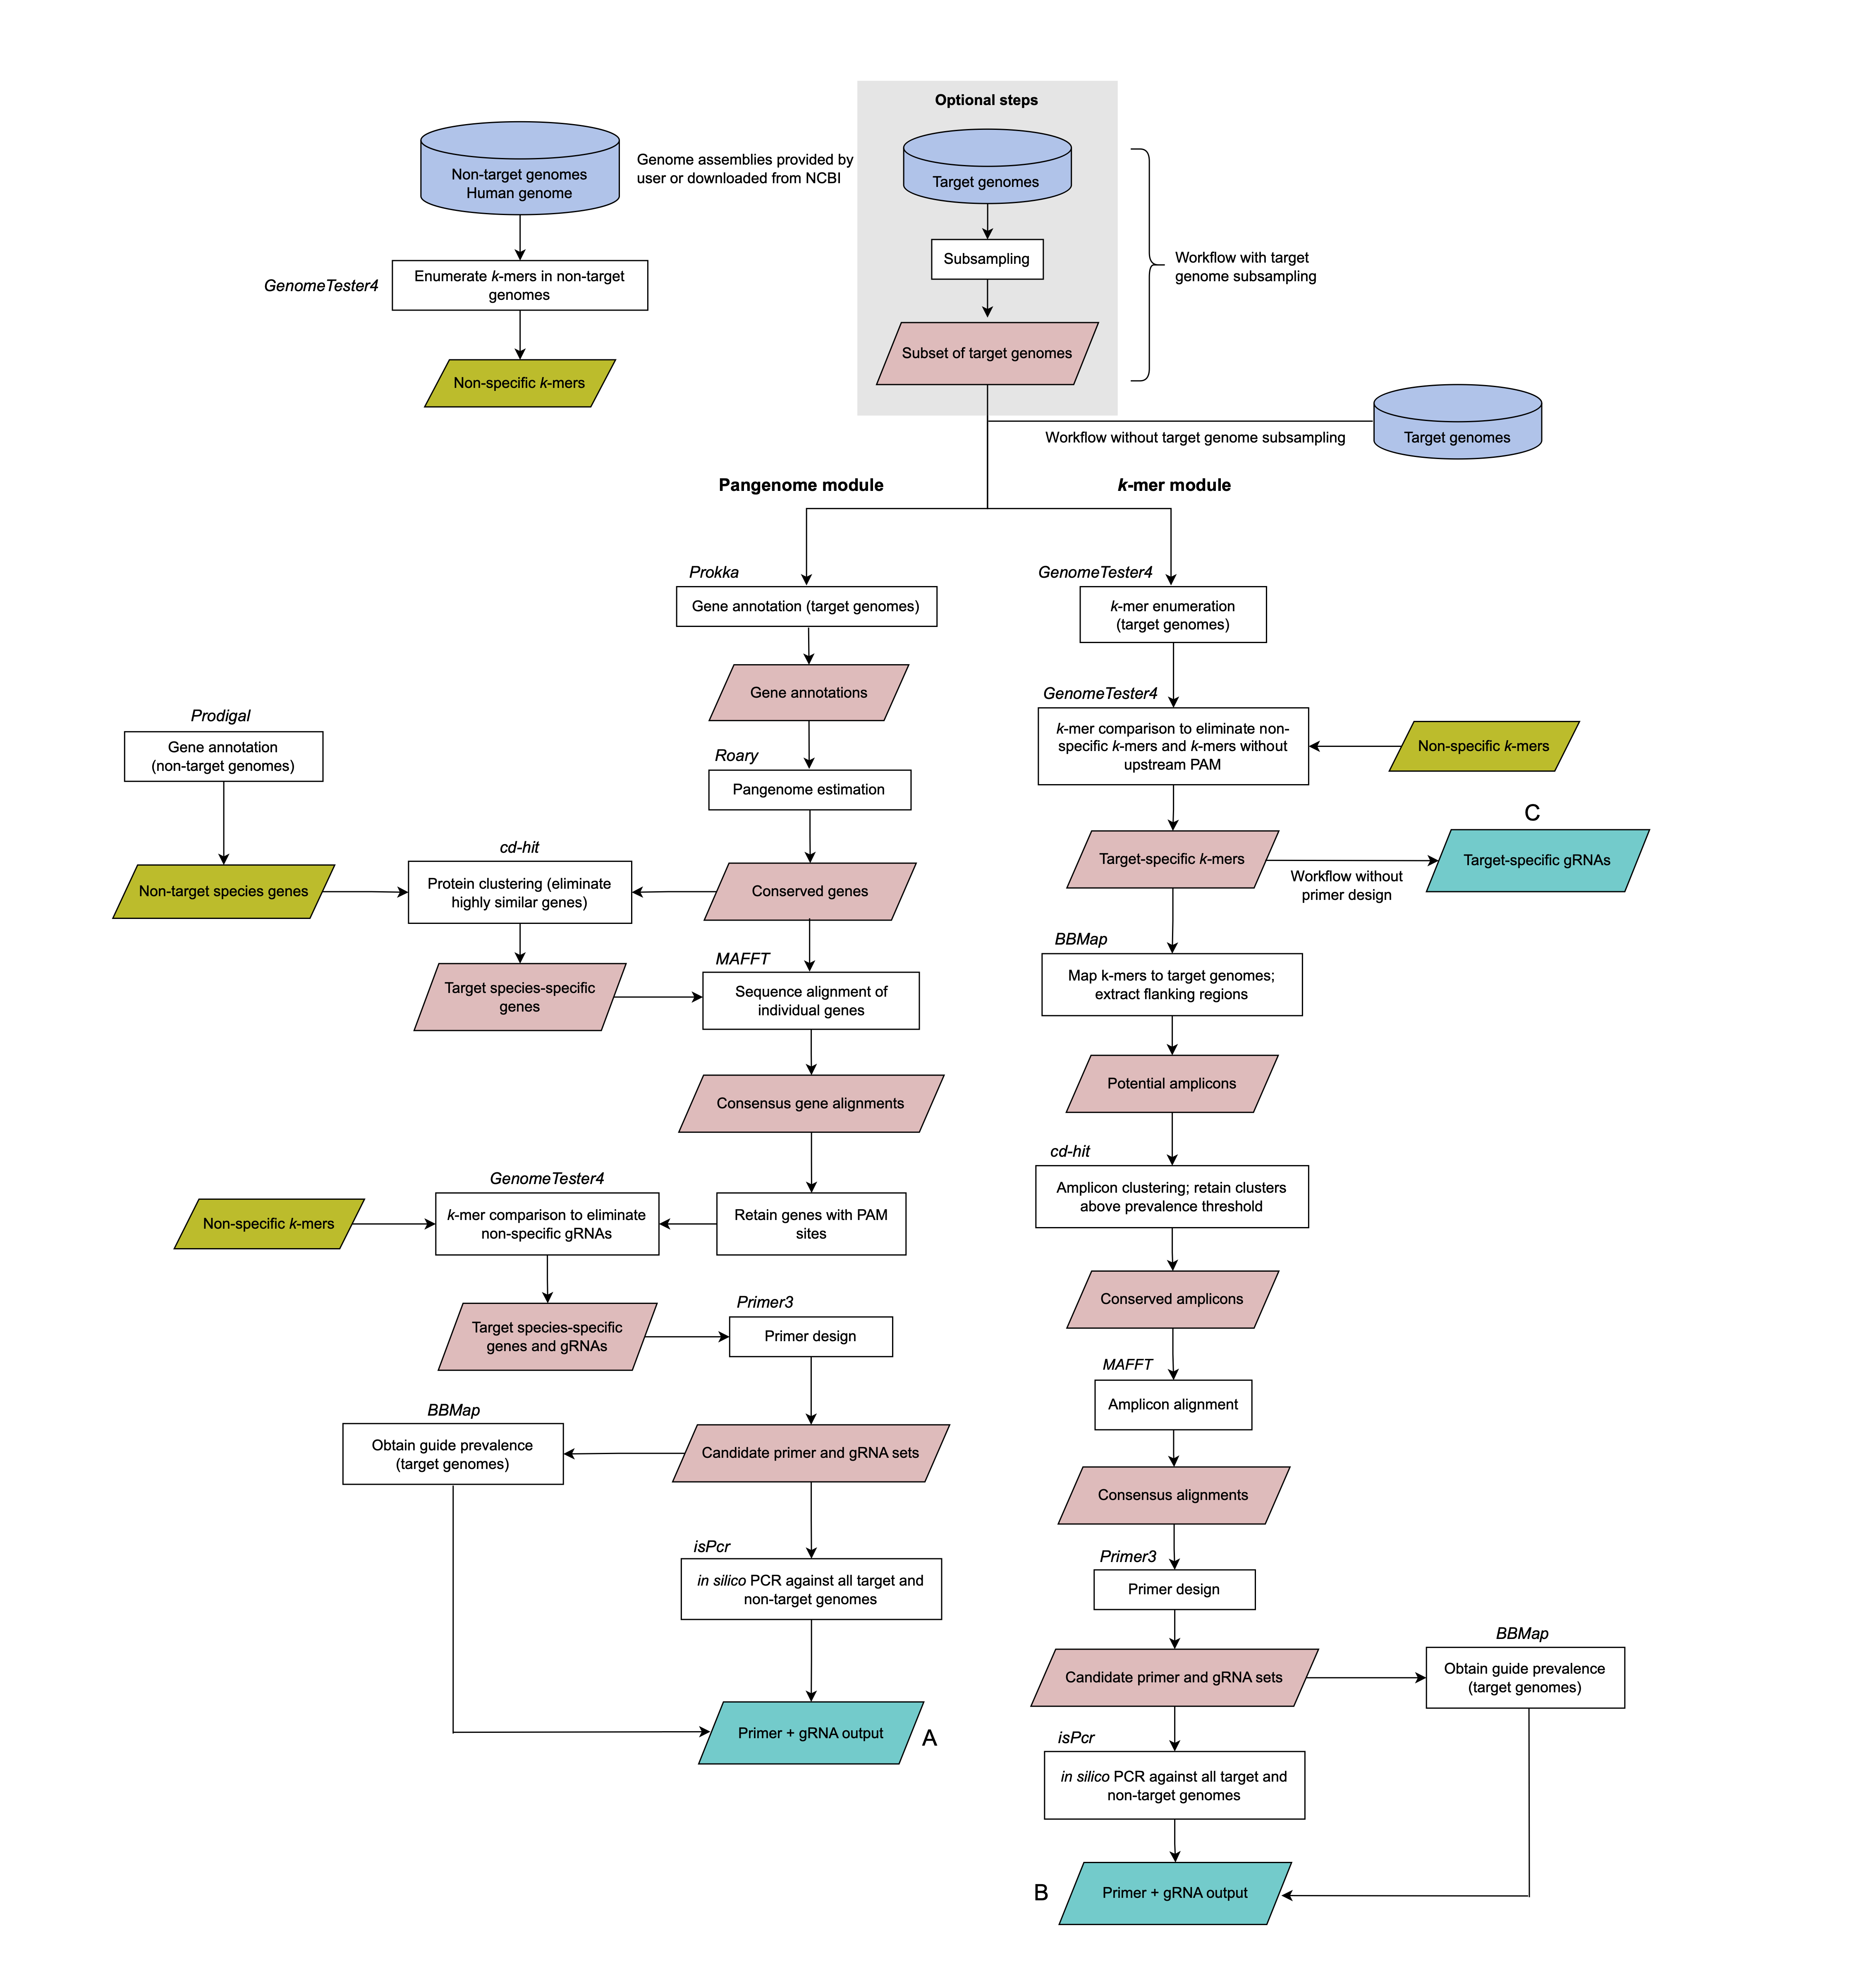 Optional steps
Non-target genomes
Human genome
Genome assemblies provided by
user or downloaded from NCBI
Target genomes
Subsampling
Workflow with target
genome subsampling
GenomeTester4
Enumerate k-mers in non-target
genomes
Subset of target genomes
Non-specific k-mers
Workflow without target genome subsampling
Target genomes
Pangenome module
k-mer module
Prokka
Gene annotation (target genomes)
Gene annotations
Roary
Pangenome estimation
Prodigal
Gene annotation
(non-target genomes)
Non-target species genes
cd-hit
Protein clustering (eliminate
highly similar genes)
Conserved genes
Target species-specific
genes
MAFFT
Sequence alignment of
individual genes
Consensus gene alignments
Retain genes with PAM
sites
GenomeTester4
k-mer comparison to eliminate
non-specific gRNAs
Non-specific k-mers
Target species-specific
genes and gRNAs
Primer3
Primer design
Candidate primer and gRNA sets
BBMap
Obtain guide prevalence
(target genomes)
isPcr
in silico PCR against all target and
non-target genomes
Primer + gRNA output
A
GenomeTester4
k-mer enumeration
(target genomes)
GenomeTester4
k-mer comparison to eliminate non-
specific k-mers and k-mers without
upstream PAM
Non-specific k-mers
Target-specific k-mers
Workflow without
primer design
C
Target-specific gRNAs
BBMap
Map k-mers to target genomes;
extract flanking regions
Potential amplicons
cd-hit
Amplicon clustering; retain clusters
above prevalence threshold
Conserved amplicons
MAFFT
Amplicon alignment
Consensus alignments
Primer3
Primer design
Candidate primer and gRNA sets
BBMap
Obtain guide prevalence
(target genomes)
isPcr
in silico PCR against all target and
non-target genomes
B
Primer + gRNA output